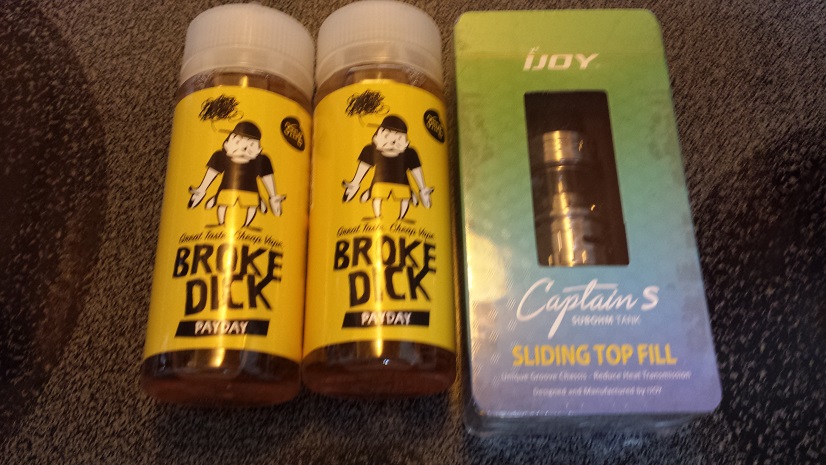 Great Taste, Cheap Vape
BROKE
DICK
PAYDAY
Great Taste, Cheap Vape
BROKE
DICK
PAYDAY
iJOY
Captain S
SUBOHM TANK
SLIDING TOP FILL
Unique Groove Chassis · Reduce Heat Transmission
Designed and Manufactured by IJOY